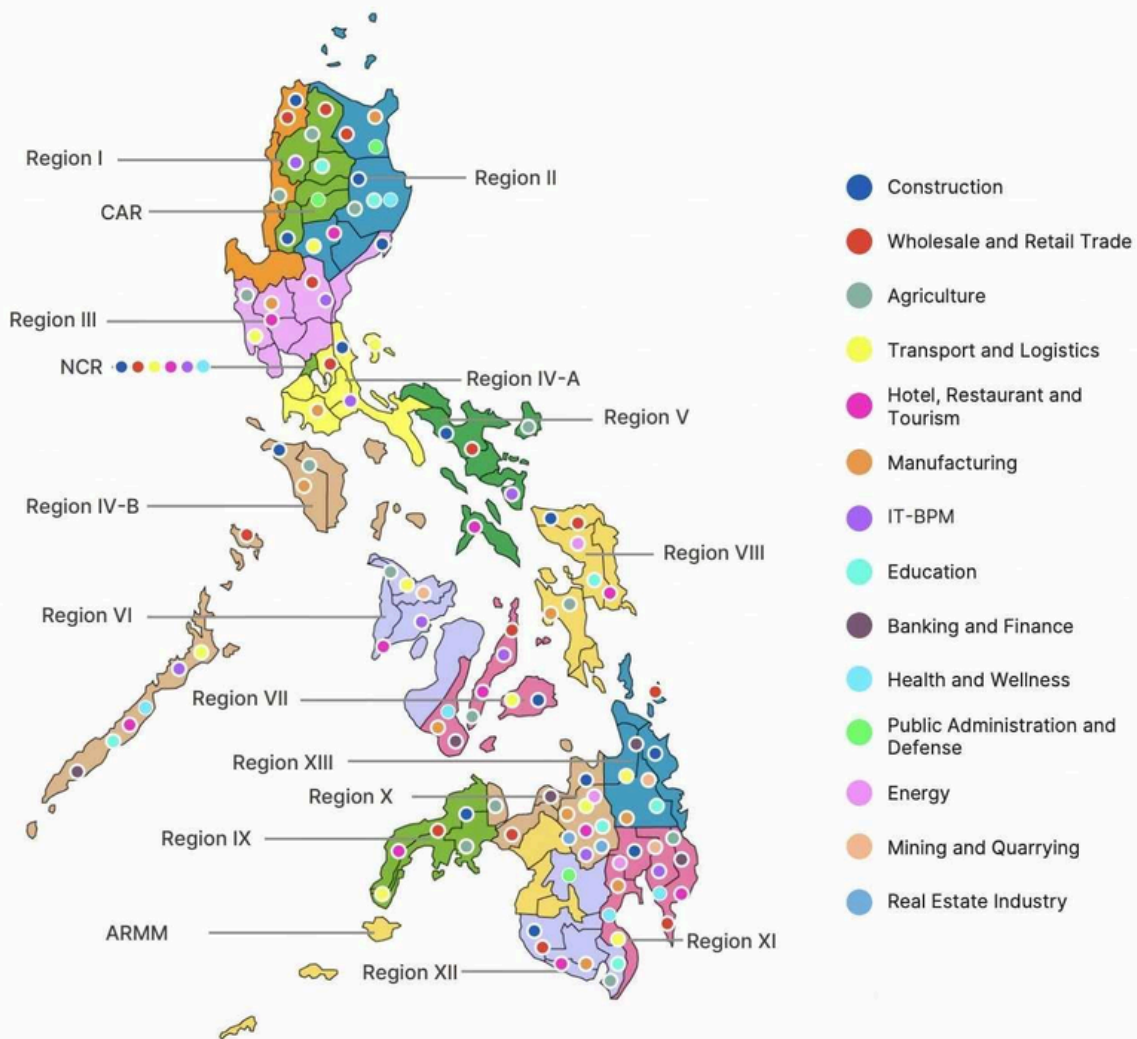 Region I
Region II
CAR
Region III
NCR
Region IV-A
Region V
Region IV-B
Region VIII
Region VI
Region VII
Region XIII
Region X
Region IX
ARMM
Region XI
Region XII
Construction
Wholesale and Retail Trade
Agriculture
Transport and Logistics
Hotel, Restaurant and
Tourism
Manufacturing
IT-BPM
Education
Banking and Finance
Health and Wellness
Public Administration and
Defense
Energy
Mining and Quarrying
Real Estate Industry